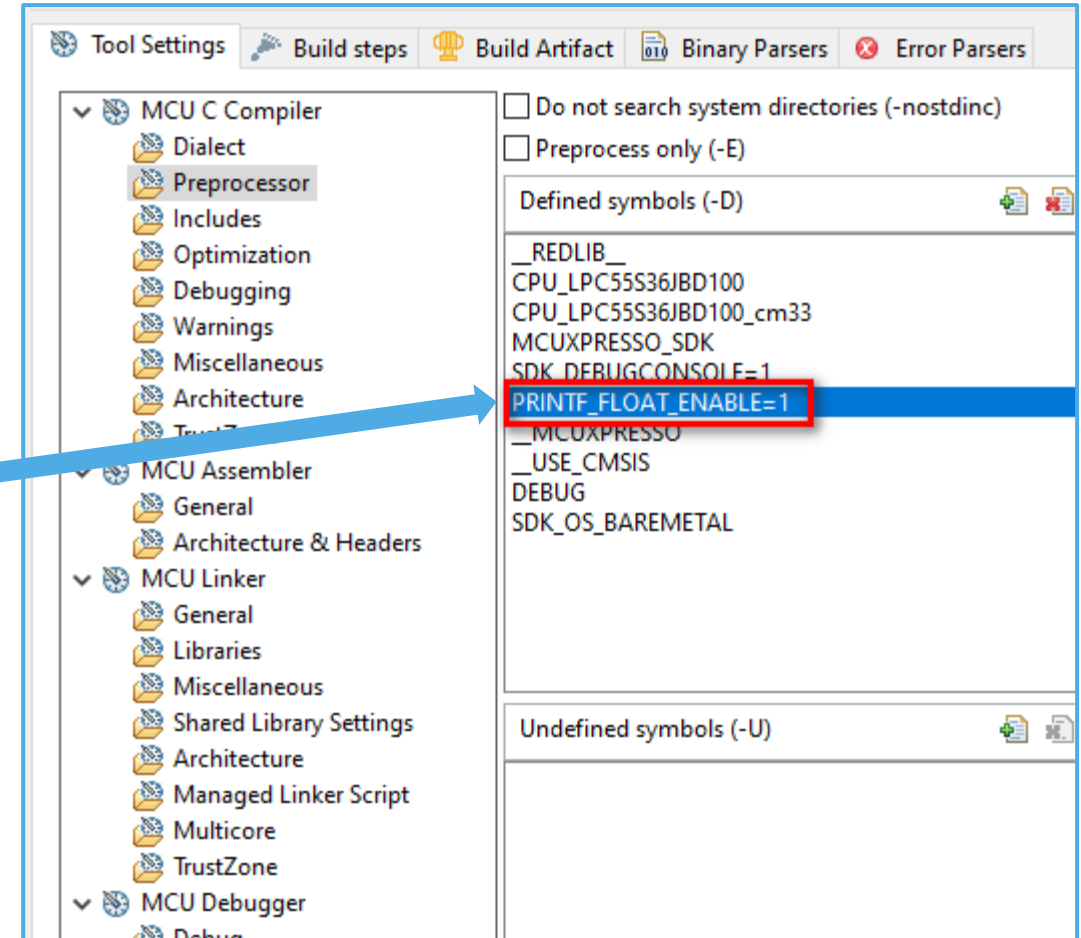 Tool Settings Build steps Build Artifact Binary Parsers Error Parsers
MCU C Compiler
Dialect
Preprocessor
Includes
Optimization
Debugging
Warnings
Miscellaneous
Architecture
MCU Assembler
General
Architecture & Headers
MCU Linker
General
Libraries
Miscellaneous
Shared Library Settings
Architecture
Managed Linker Script
Multicore
TrustZone
MCU Debugger
Debug
Do not search system directories (-nostdinc)
Preprocess only (-E)
Defined symbols (-D)
__REDLIB__
CPU_LPC55S36JBD100
CPU_LPC55S36JBD100_cm33
MCUXPRESSO_SDK
SDK_DEBUGCONSOLE=1
PRINTF_FLOAT_ENABLE=1
__MCUXPRESSO
__USE_CMSIS
DEBUG
SDK_OS_BAREMETAL
Undefined symbols (-U)